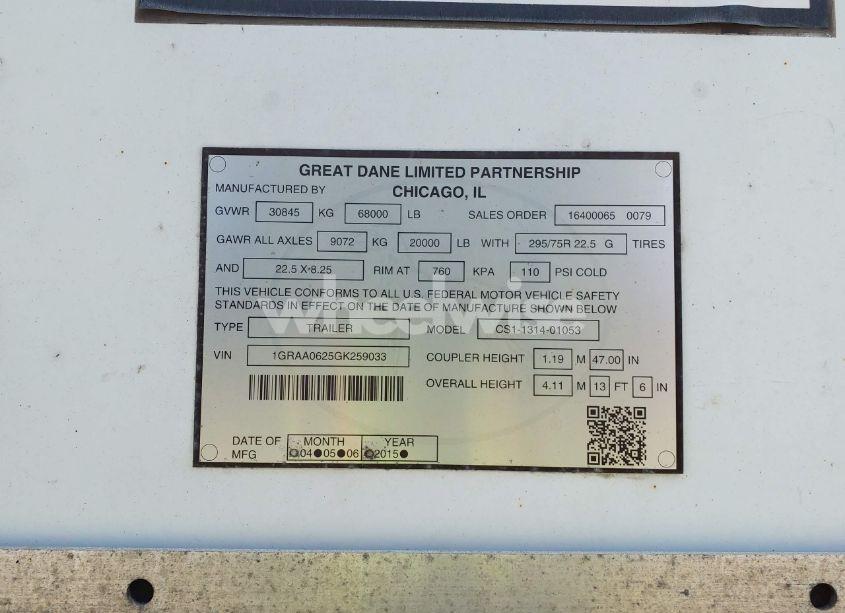 GREAT DANE LIMITED PARTNERSHIP
MANUFACTURED BY CHICAGO, IL
GVWR 30845 KG 68000 LB SALES ORDER 16400065 0079
GAWR ALL AXLES 9072 KG 20000 LB WITH 295/75R 22.5 G TIRES
AND 22.5 X 8.25 RIM AT 760 KPA 110 PSI COLD
THIS VEHICLE CONFORMS TO ALL U.S. FEDERAL MOTOR VEHICLE SAFETY
STANDARDS IN EFFECT ON THE DATE OF MANUFACTURE SHOWN BELOW
wheelwise
TYPE TRAILER MODEL CS1-1314-01053
VIN 1GRAA0625GK259033 COUPLER HEIGHT 1.19 M 47.00 IN
OVERALL HEIGHT 4.11 M 13 FT 6 IN
DATE OF MFG MONTH YEAR
04 05 06 2015